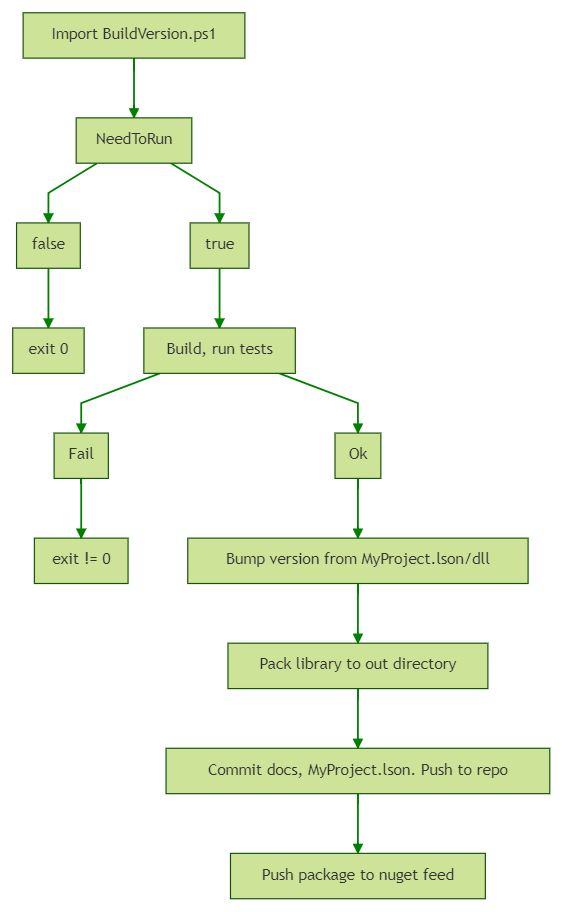 Import BuildVersion.ps1
NeedToRun
false
true
exit 0
Build, run tests
Fail
Ok
exit != 0
Bump version from MyProject.lson/dll
Pack library to out directory
Commit docs, MyProject.lson. Push to repo
Push package to nuget feed